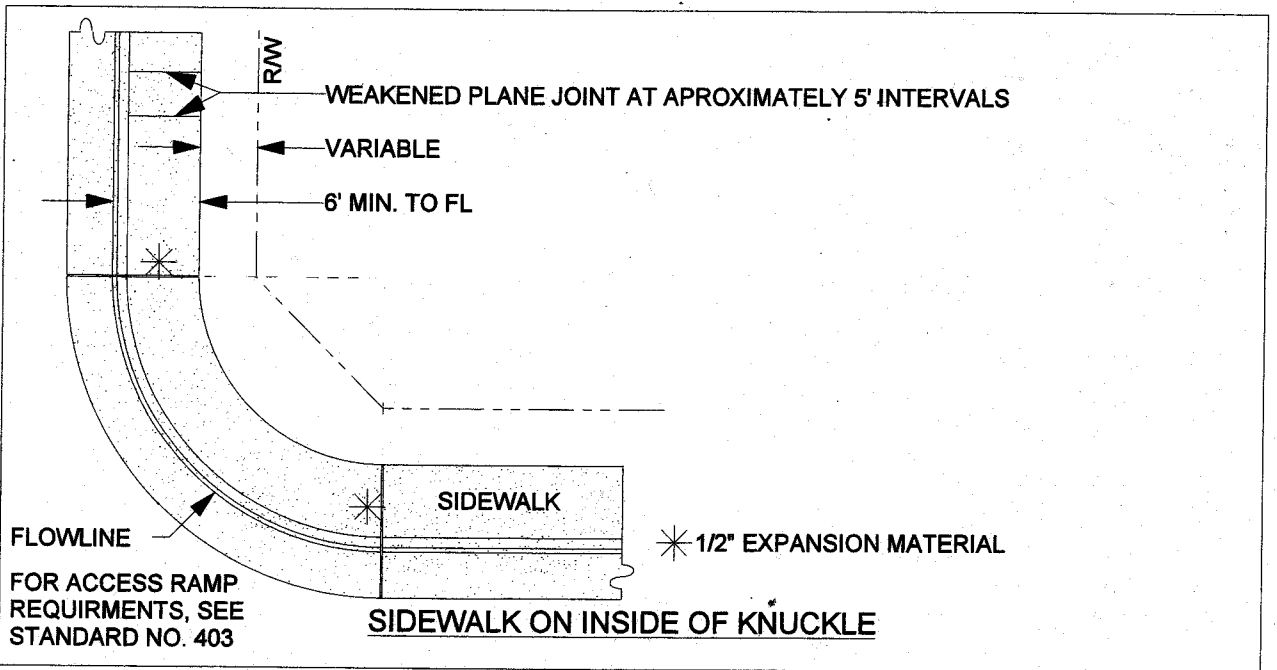 R/W
WEAKENED PLANE JOINT AT APROXIMATELY 5' INTERVALS
VARIABLE
6' MIN. TO FL
SIDEWALK
FLOWLINE
1/2" EXPANSION MATERIAL
FOR ACCESS RAMP
REQUIRMENTS, SEE
STANDARD NO. 403
SIDEWALK ON INSIDE OF KNUCKLE